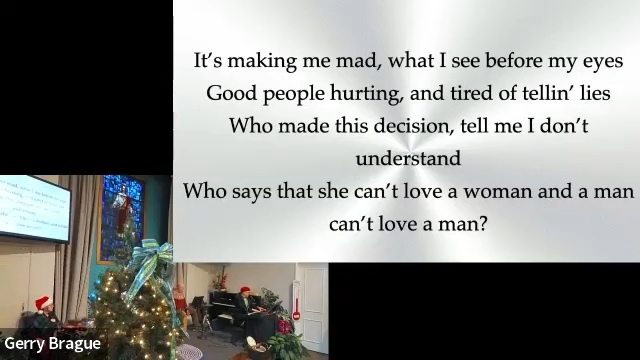 It's making me mad, what I see before my eyes
Good people hurting, and tired of tellin' lies
Who made this decision, tell me I don't
understand
Who says that she can't love a woman and a man
can't love a man?
Gerry Brague